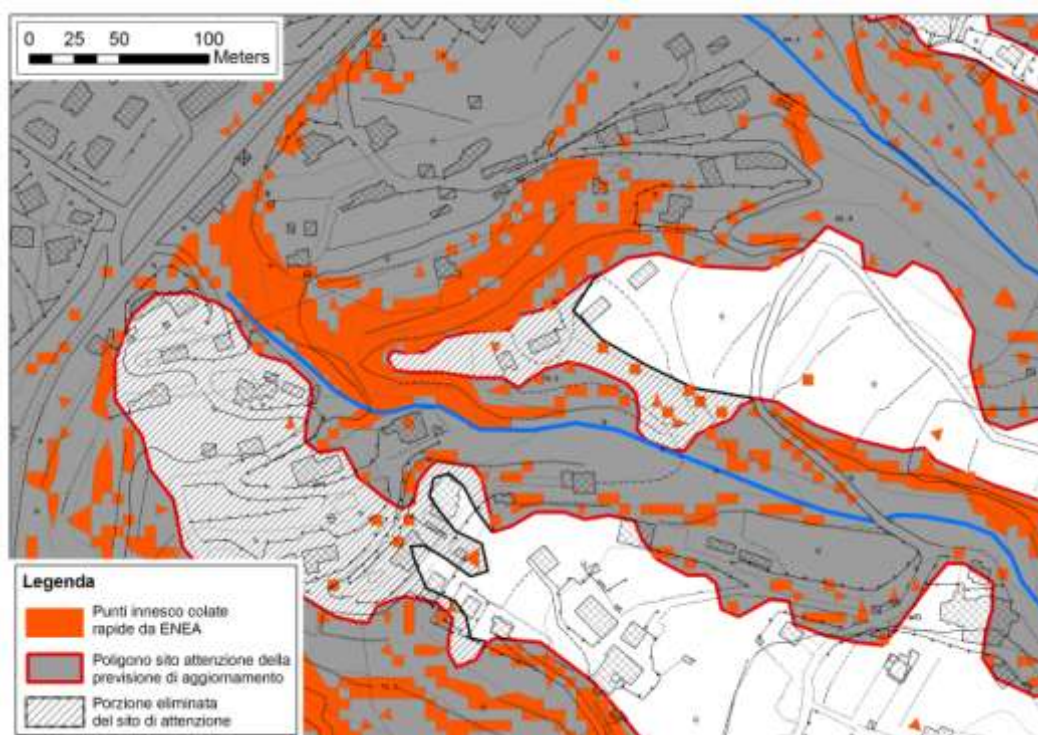 0 25 50 100
Meters
Legenda
Punti innesco colate
rapide da ENEA
Poligono sito attenzione della
previsione di aggiornamento
Porzione eliminata
del sito di attenzione